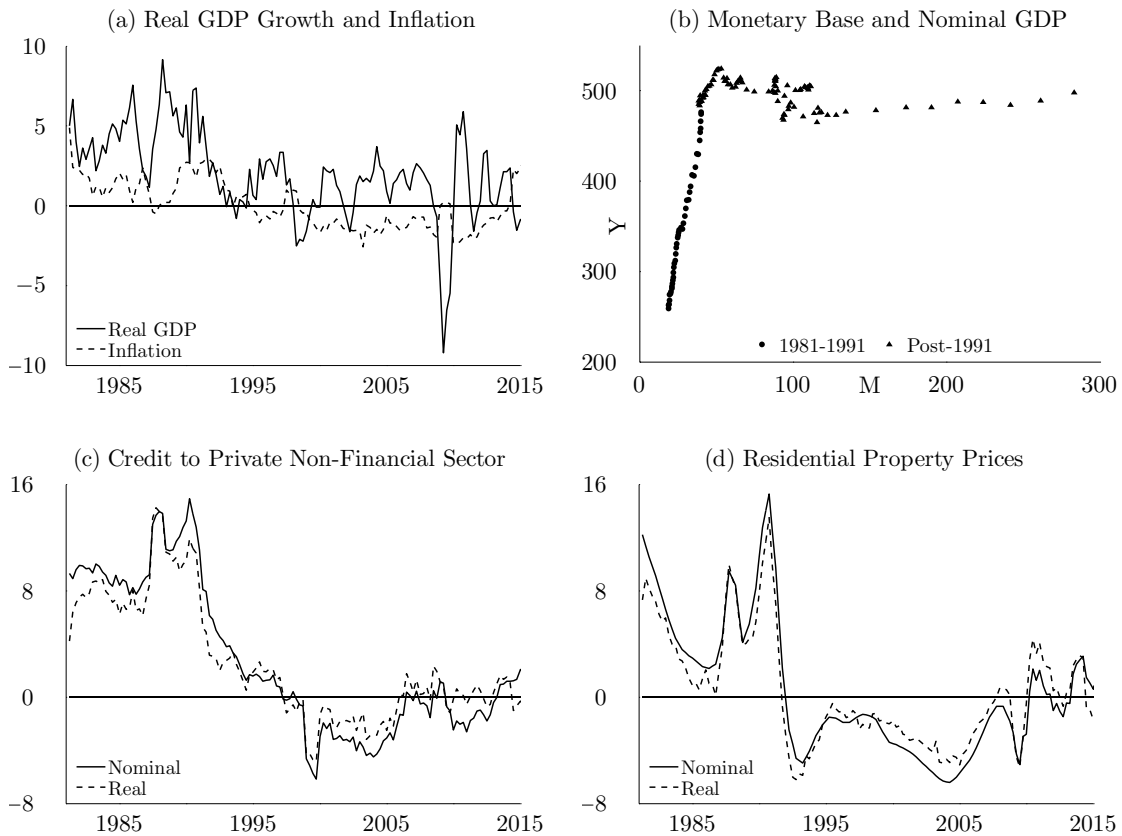 (a) Real GDP Growth and Inflation
10
5
0
−5
−10
Real GDP
Inflation
1985 1995 2005 2015
(b) Monetary Base and Nominal GDP
500
400
Y
300
200
1981-1991 Post-1991
0 100 M 200 300
(c) Credit to Private Non-Financial Sector
16
8
0
−8
Nominal
Real
1985 1995 2005 2015
(d) Residential Property Prices
16
8
0
−8
Nominal
Real
1985 1995 2005 2015